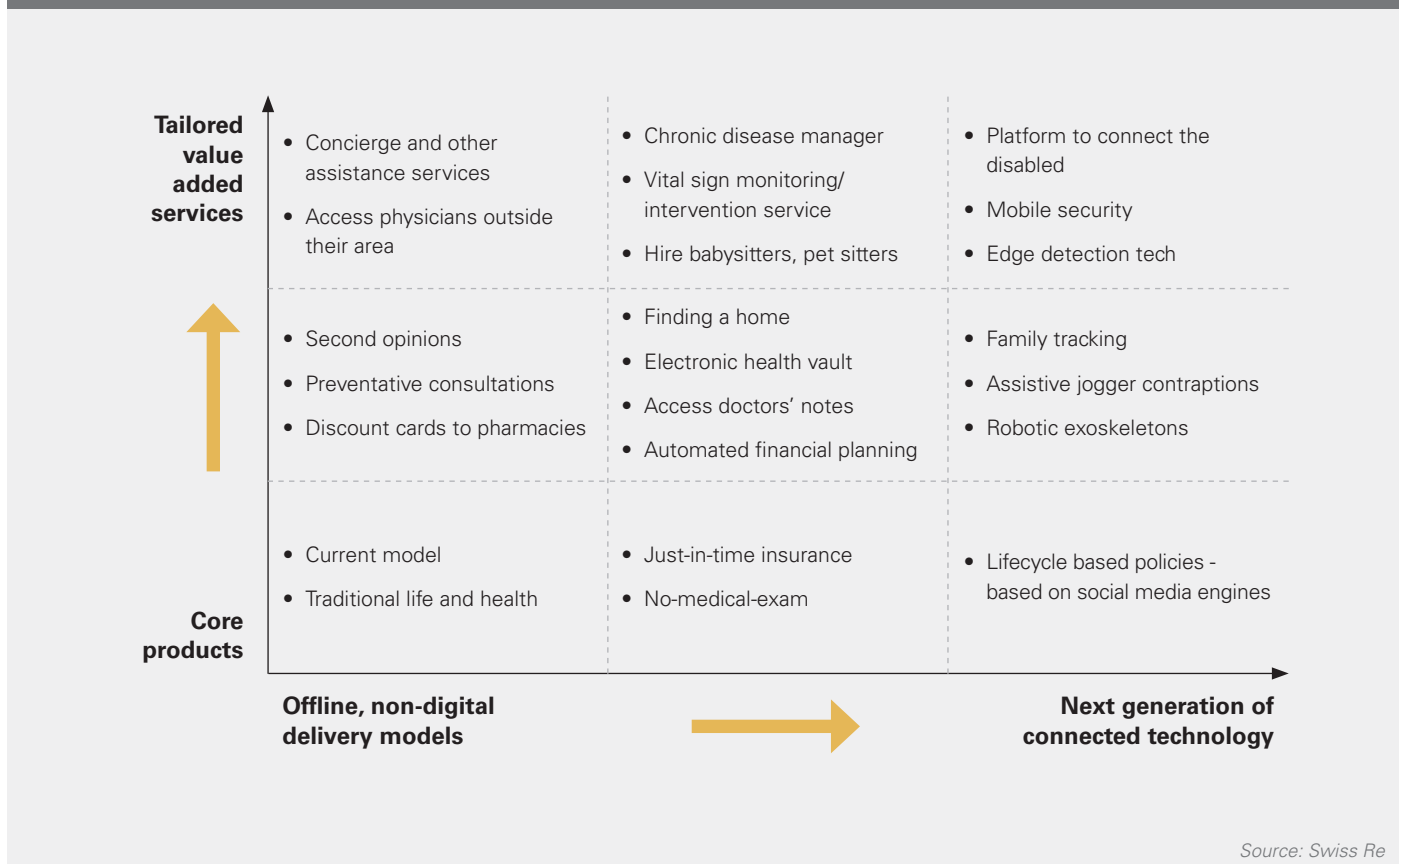 Tailored
value
added
services
• Concierge and other
assistance services
• Access physicians outside
their area
• Chronic disease manager
• Vital sign monitoring/
intervention service
• Hire babysitters, pet sitters
• Platform to connect the
disabled
• Mobile security
• Edge detection tech
• Second opinions
• Preventative consultations
• Discount cards to pharmacies
• Finding a home
• Electronic health vault
• Access doctors’ notes
• Automated financial planning
• Family tracking
• Assistive jogger contraptions
• Robotic exoskeletons
Core
products
• Current model
• Traditional life and health
• Just-in-time insurance
• No-medical-exam
• Lifecycle based policies -
based on social media engines
Offline, non-digital
delivery models
Next generation of
connected technology
Source: Swiss Re